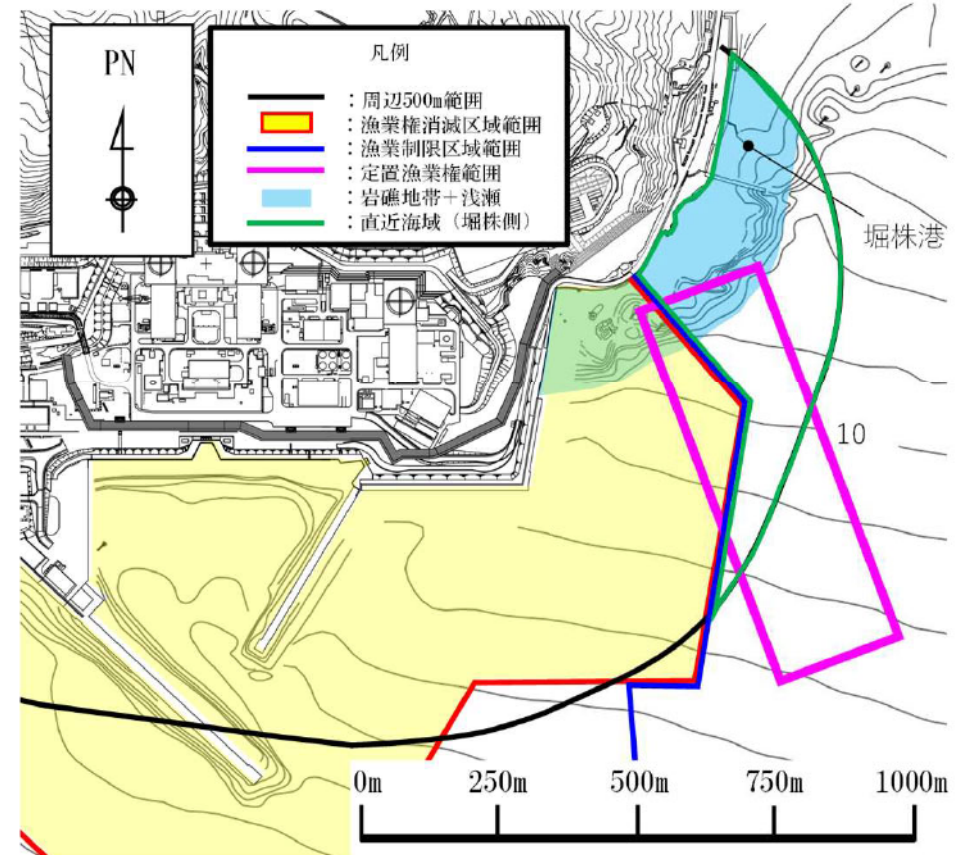 PN
凡例
：周辺500m範囲
：漁業権消滅区域範囲
：漁業制限区域範囲
：定置漁業権範囲
：岩礁地帯＋浅瀬
：直近海域（堀株側）
堀株港
10
0m 250m 500m 750m 1000m